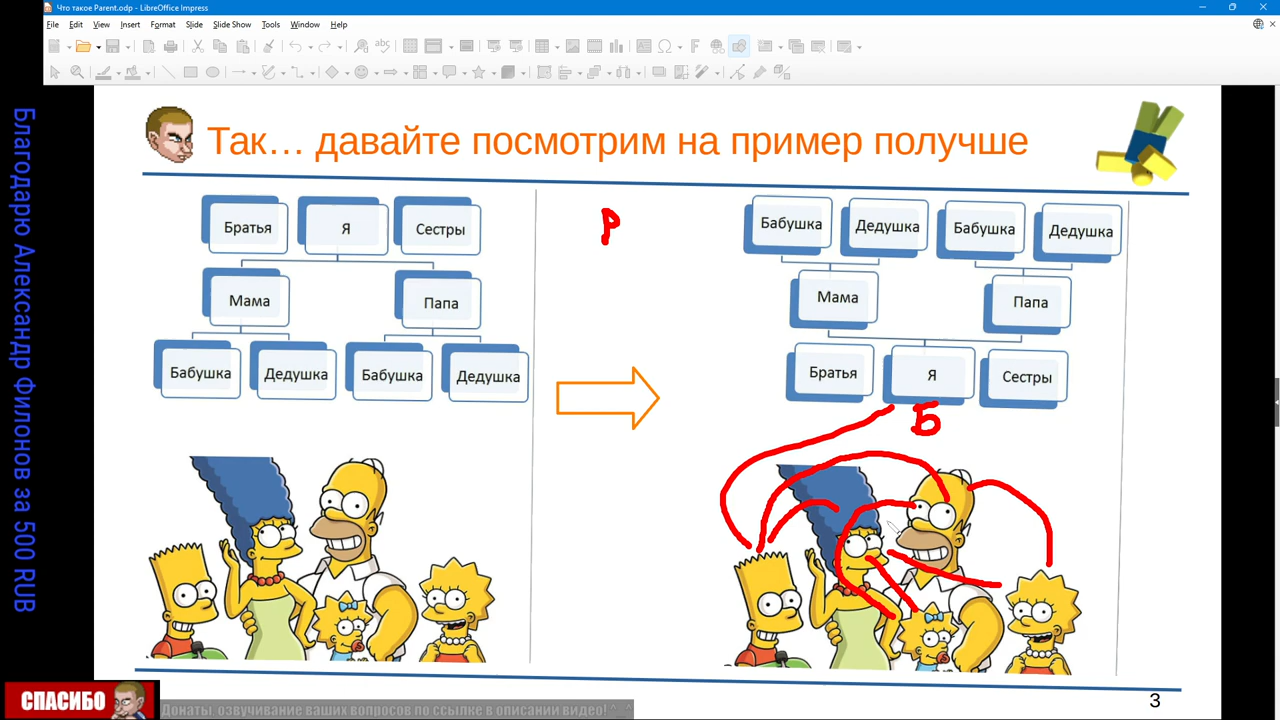 Что такое Parent.odp - LibreOffice Impress
File Edit View Insert Format Slide Slide Show Tools Window Help
Благодарю Александр Филонов за 500 RUB
Так… давайте посмотрим на пример получше
Братья Я Сестры
Мама Папа
Бабушка Дедушка Бабушка Дедушка
Р
Бабушка Дедушка Бабушка Дедушка
Мама Папа
Братья Я Сестры
Б
3
СПАСИБО
Донаты, озвучивание ваших вопросов по ссылке в описании видео! ^_^